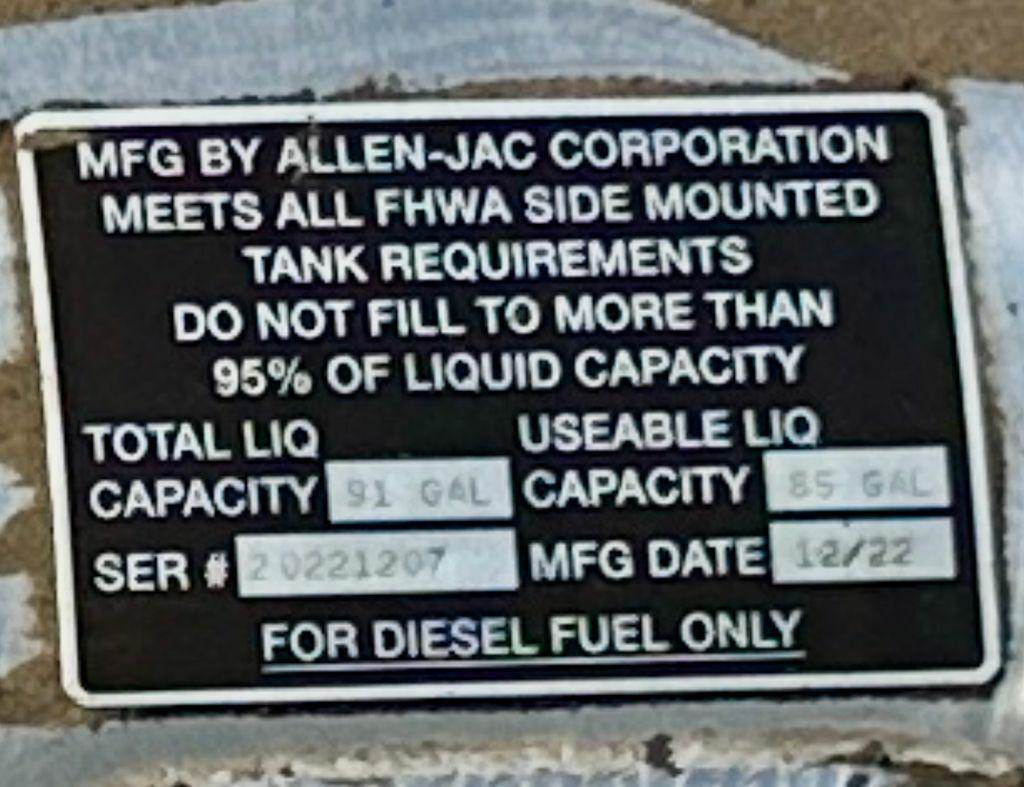 MFG BY ALLEN-JAC CORPORATION
MEETS ALL FHWA SIDE MOUNTED
TANK REQUIREMENTS
DO NOT FILL TO MORE THAN
95% OF LIQUID CAPACITY
TOTAL LIQ USEABLE LIQ
CAPACITY 91 GAL CAPACITY 85 GAL
SER # 20221207 MFG DATE 12/22
FOR DIESEL FUEL ONLY